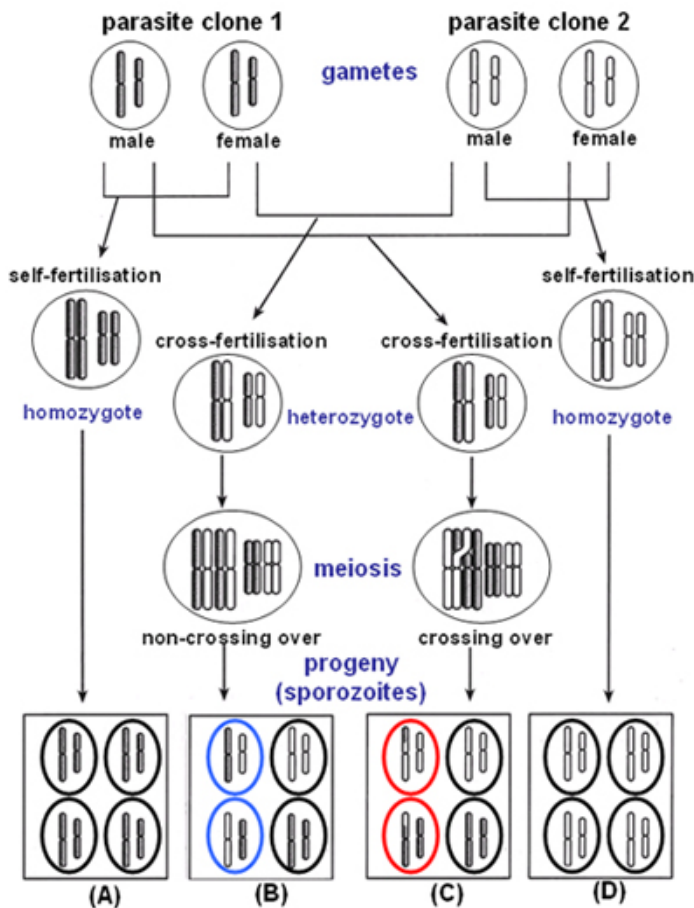 parasite clone 1
parasite clone 2
gametes
male
female
male
female
self-fertilisation
self-fertilisation
cross-fertilisation
cross-fertilisation
homozygote
heterozygote
homozygote
meiosis
non-crossing over
crossing over
progeny
(sporozoites)
(A)
(B)
(C)
(D)